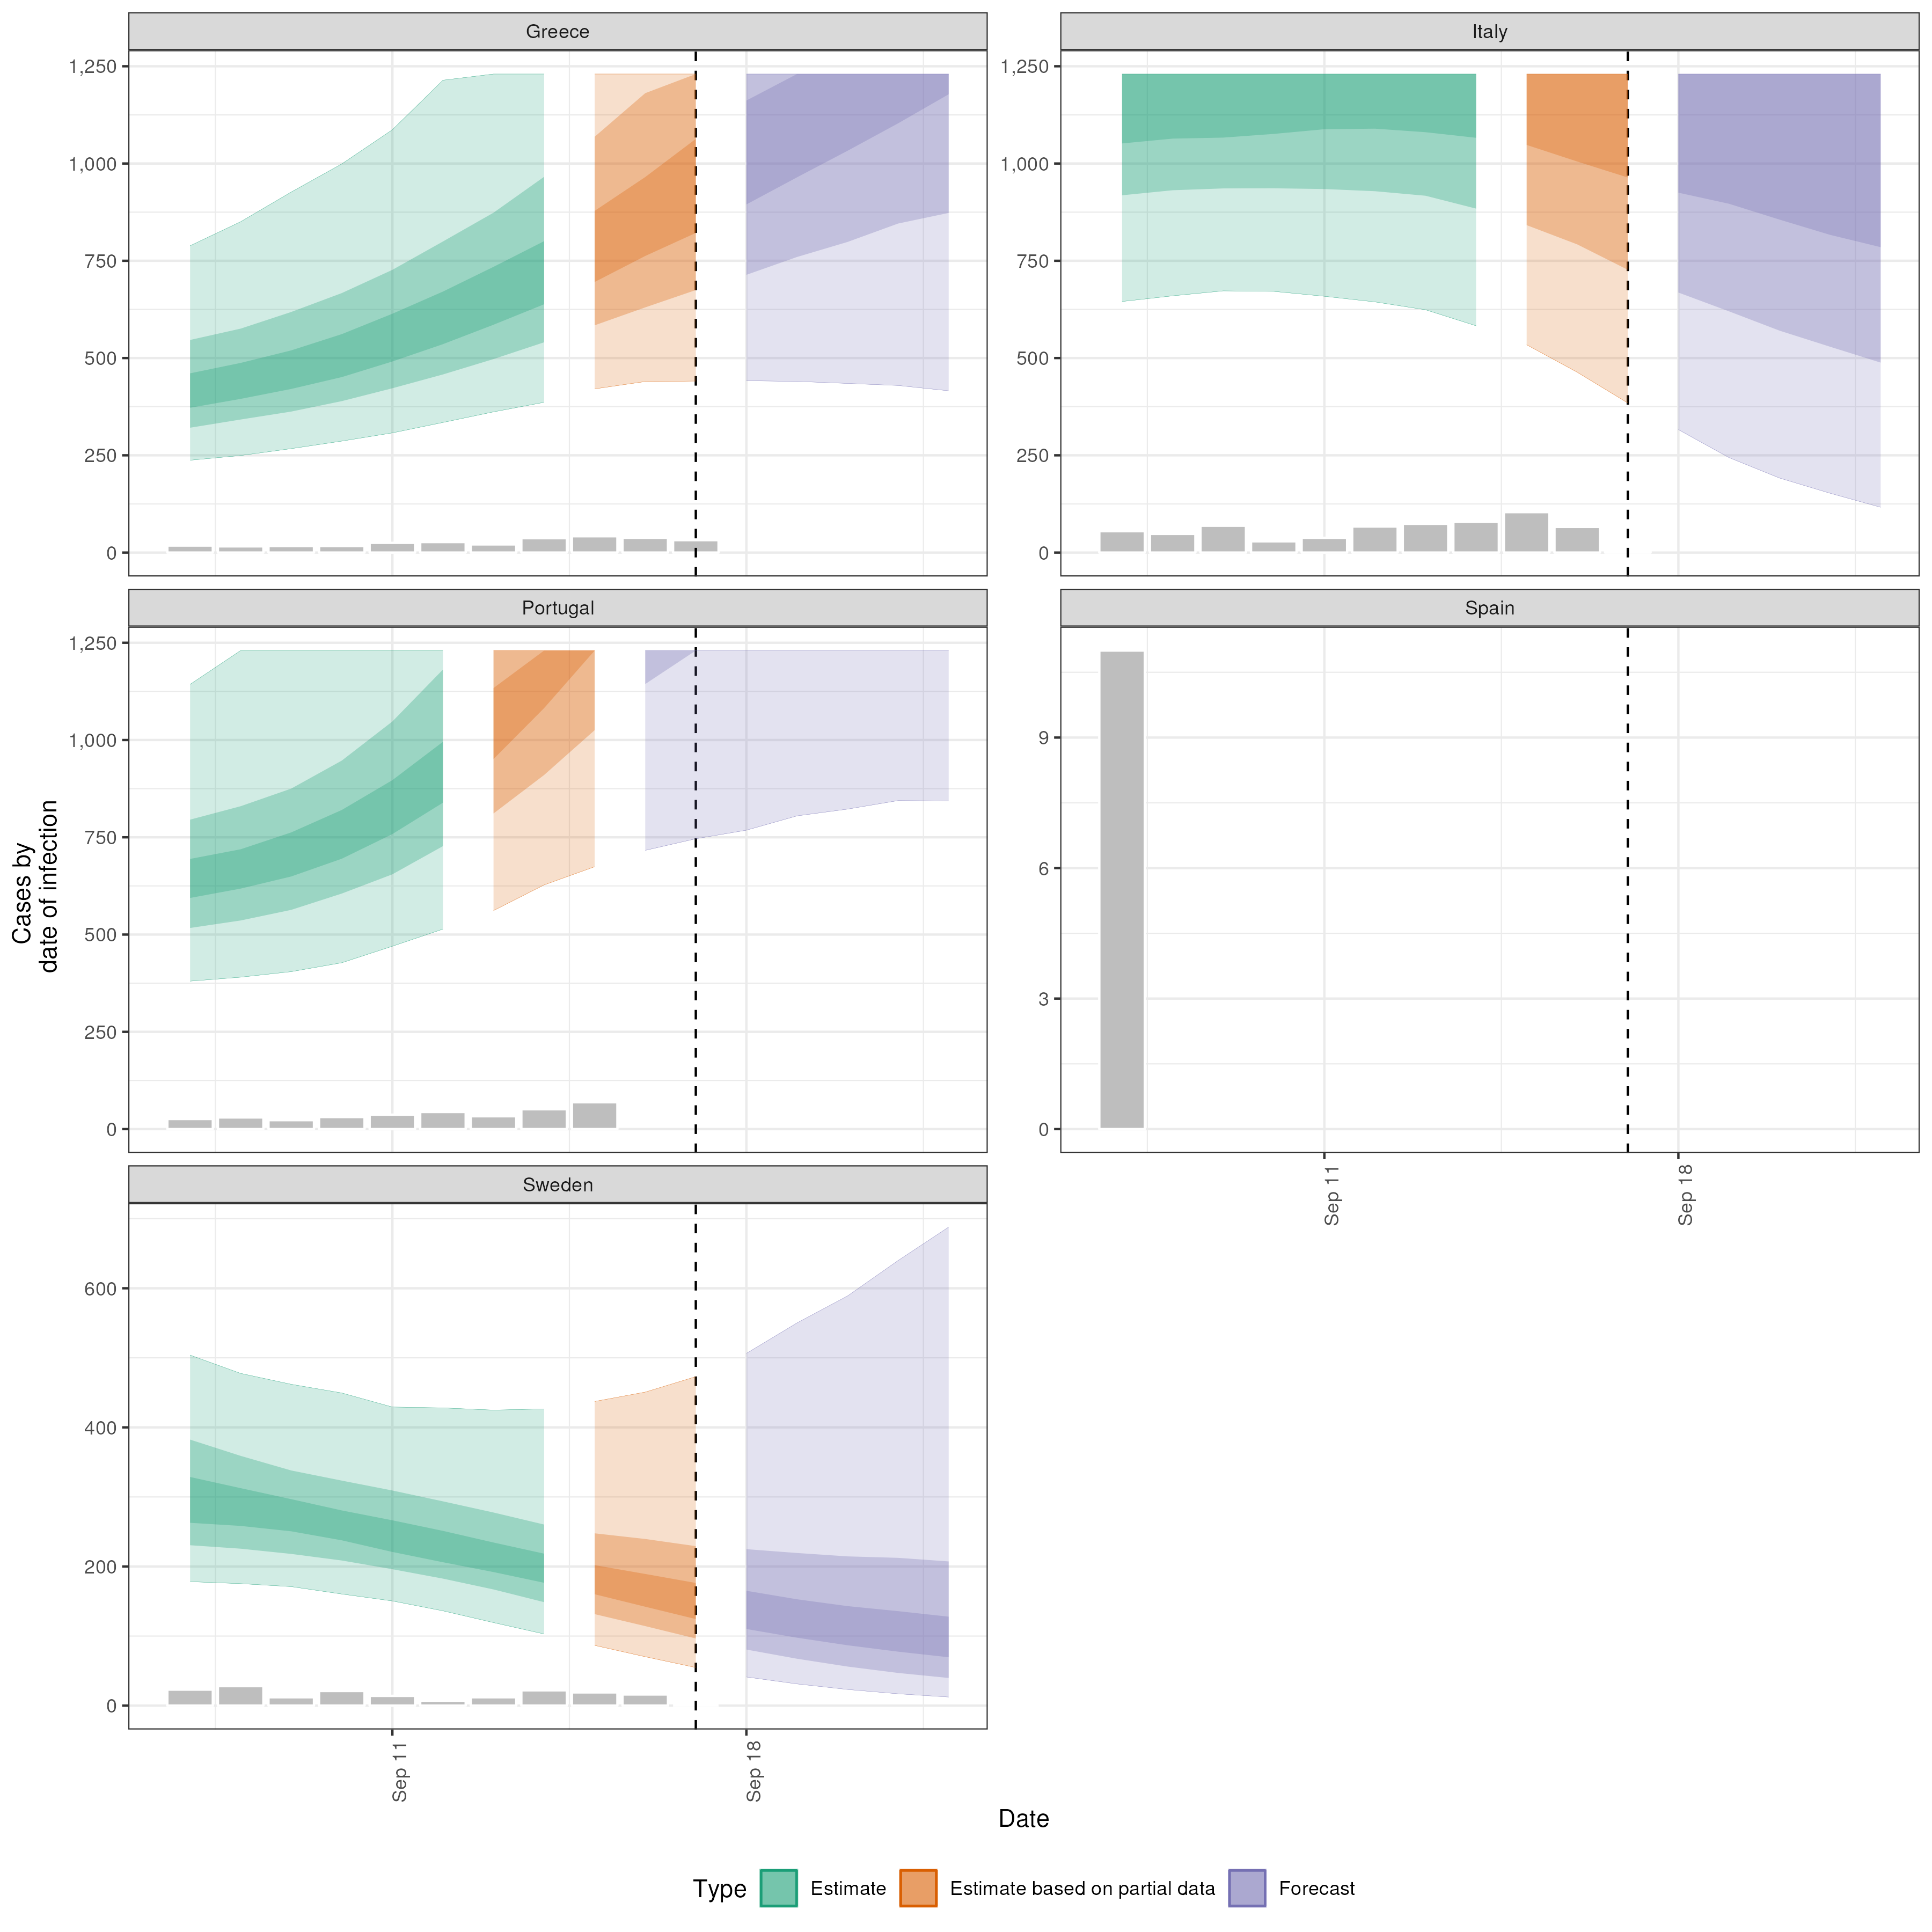 Greece
Italy
1,250
1,000
750
500
250
0
1,250
1,000
750
500
250
0
Portugal
Spain
1,250
1,000
750
500
250
0
9
6
3
0
Sep 11
Sep 18
Sweden
600
400
200
0
Sep 11
Sep 18
Cases by
date of infection
Date
Type
Estimate
Estimate based on partial data
Forecast